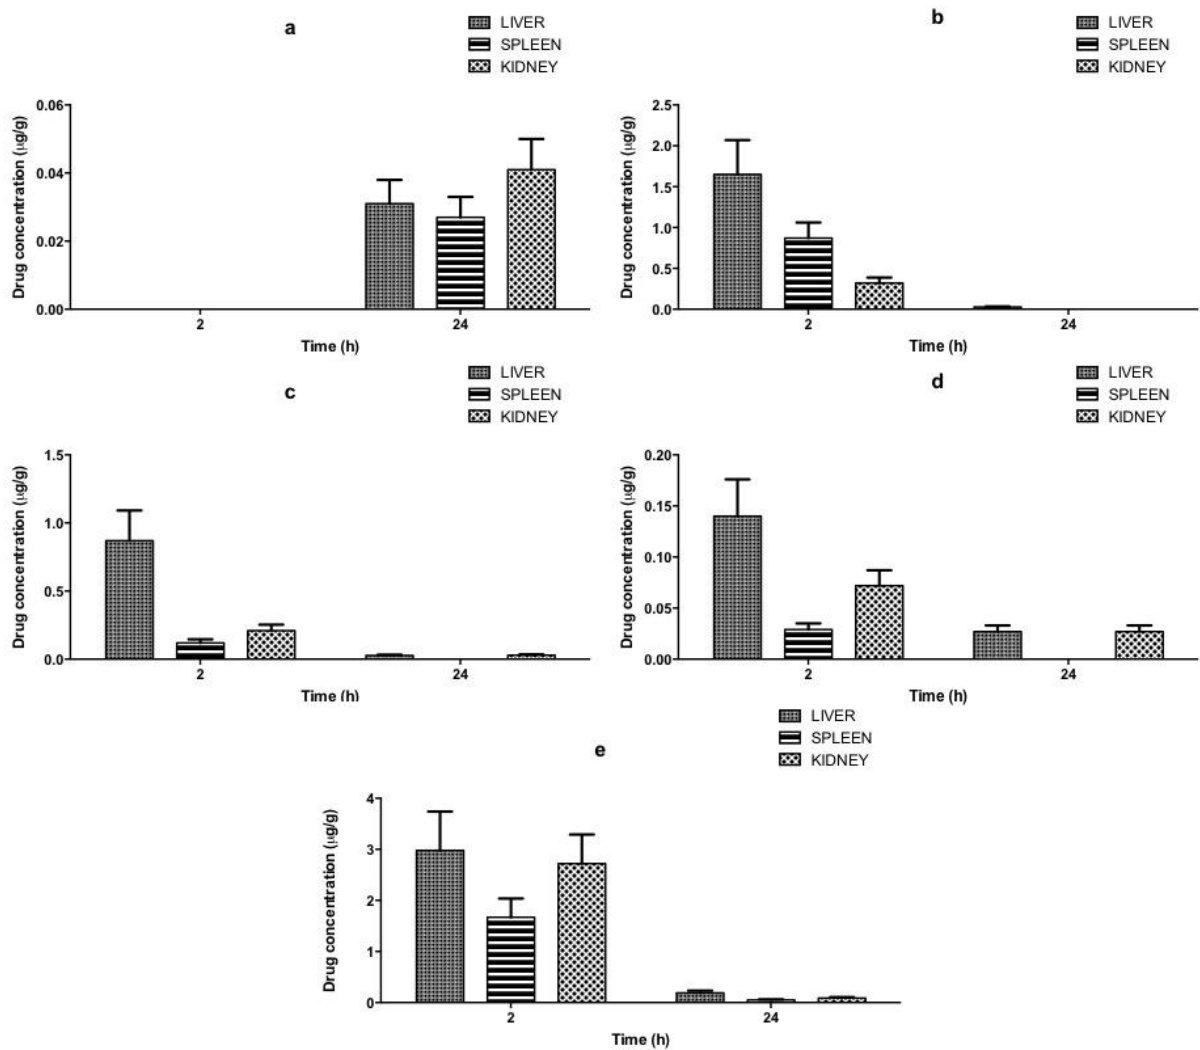 a
LIVER
SPLEEN
KIDNEY
Drug concentration (µg/g)
0.06
0.04
0.02
0.00
2
24
Time (h)
b
LIVER
SPLEEN
KIDNEY
Drug concentration (µg/g)
2.5
2.0
1.5
1.0
0.5
0.0
2
24
Time (h)
c
LIVER
SPLEEN
KIDNEY
Drug concentration (µg/g)
1.5
1.0
0.5
0.0
2
24
Time (h)
d
LIVER
SPLEEN
KIDNEY
Drug concentration (µg/g)
0.20
0.15
0.10
0.05
0.00
2
24
Time (h)
e
LIVER
SPLEEN
KIDNEY
Drug concentration (µg/g)
4
3
2
1
0
2
24
Time (h)